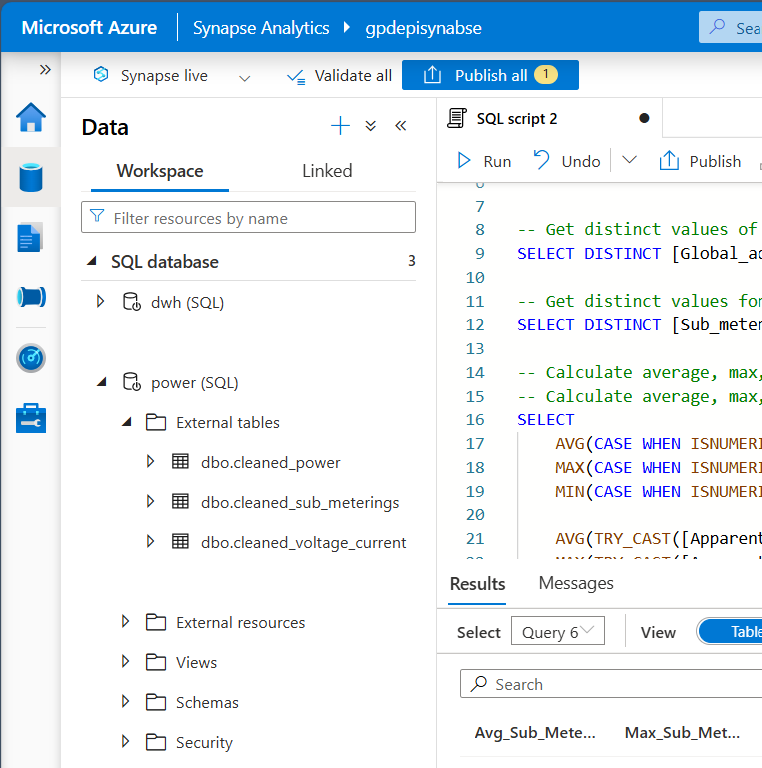 Microsoft Azure
Synapse Analytics
gpdepisynabse
Sea
Synapse live
Validate all
Publish all
1
Data
Workspace
Linked
Filter resources by name
SQL database
3
dwh (SQL)
power (SQL)
External tables
dbo.cleaned_power
dbo.cleaned_sub_meterings
dbo.cleaned_voltage_current
External resources
Views
Schemas
Security
SQL script 2
Run
Undo
Publish
6
7
8 -- Get distinct values of
9 SELECT DISTINCT [Global_ac
10
11 -- Get distinct values for
12 SELECT DISTINCT [Sub_meter
13
14 -- Calculate average, max,
15 -- Calculate average, max,
16 SELECT
17 AVG(CASE WHEN ISNUMERI
18 MAX(CASE WHEN ISNUMERI
19 MIN(CASE WHEN ISNUMERI
20
21 AVG(TRY_CAST([Apparent
22 MAX(TRY_CAST([Apparent
Results
Messages
Select
Query 6
View
Table
Search
Avg_Sub_Mete...
Max_Sub_Met...